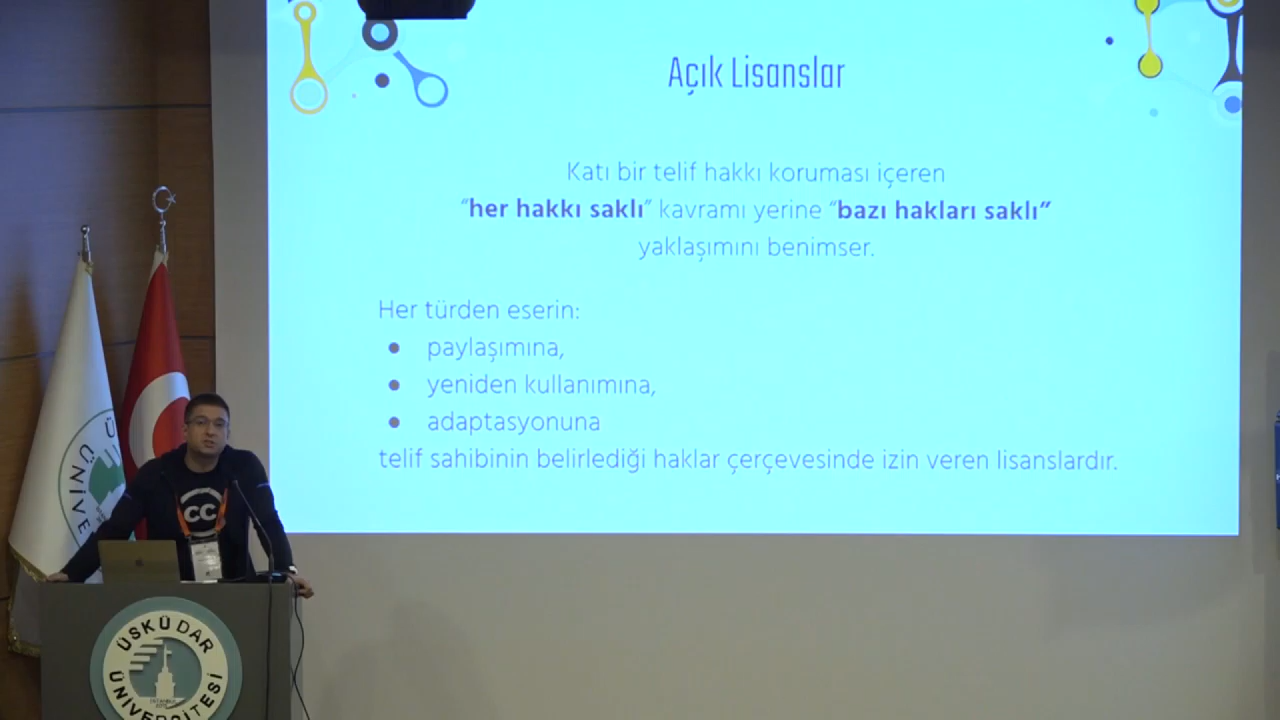 Açık Lisanslar
Katı bir telif hakkı koruması içeren
“her hakkı saklı” kavramı yerine “bazı hakları saklı”
yaklaşımını benimser.
Her türden eserin:
● paylaşımına,
● yeniden kullanımına,
● adaptasyonuna
telif sahibinin belirlediği haklar çerçevesinde izin veren lisanslardır.
CC
ÜSKÜDAR
ÜNİVERSİTESİ